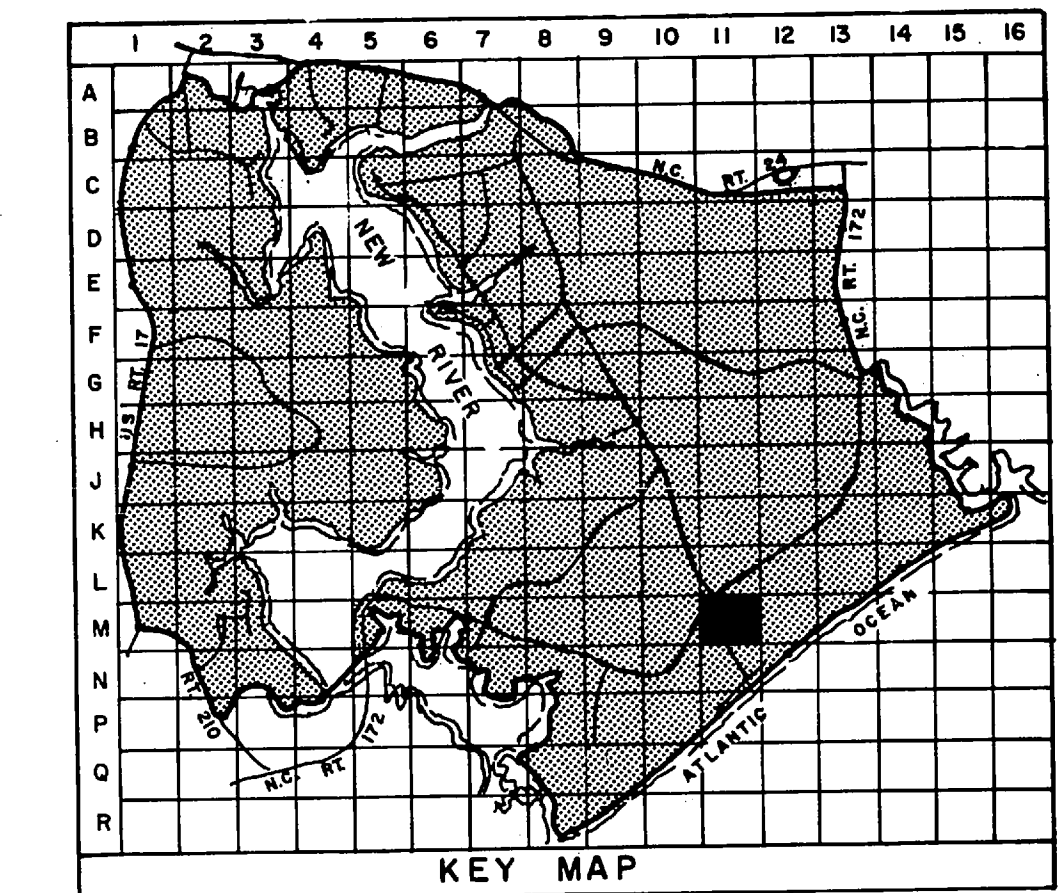 1 2 3 4 5 6 7 8 9 10 11 12 13 14 15 16
A
B
C
D
E
F
G
H
J
K
L
M
N
P
Q
R
N.C. RT. 24
NEW RIVER
N.C. RT. 172
US RT. 17
RT. 210
N.C. RT. 172
ATLANTIC OCEAN
KEY MAP